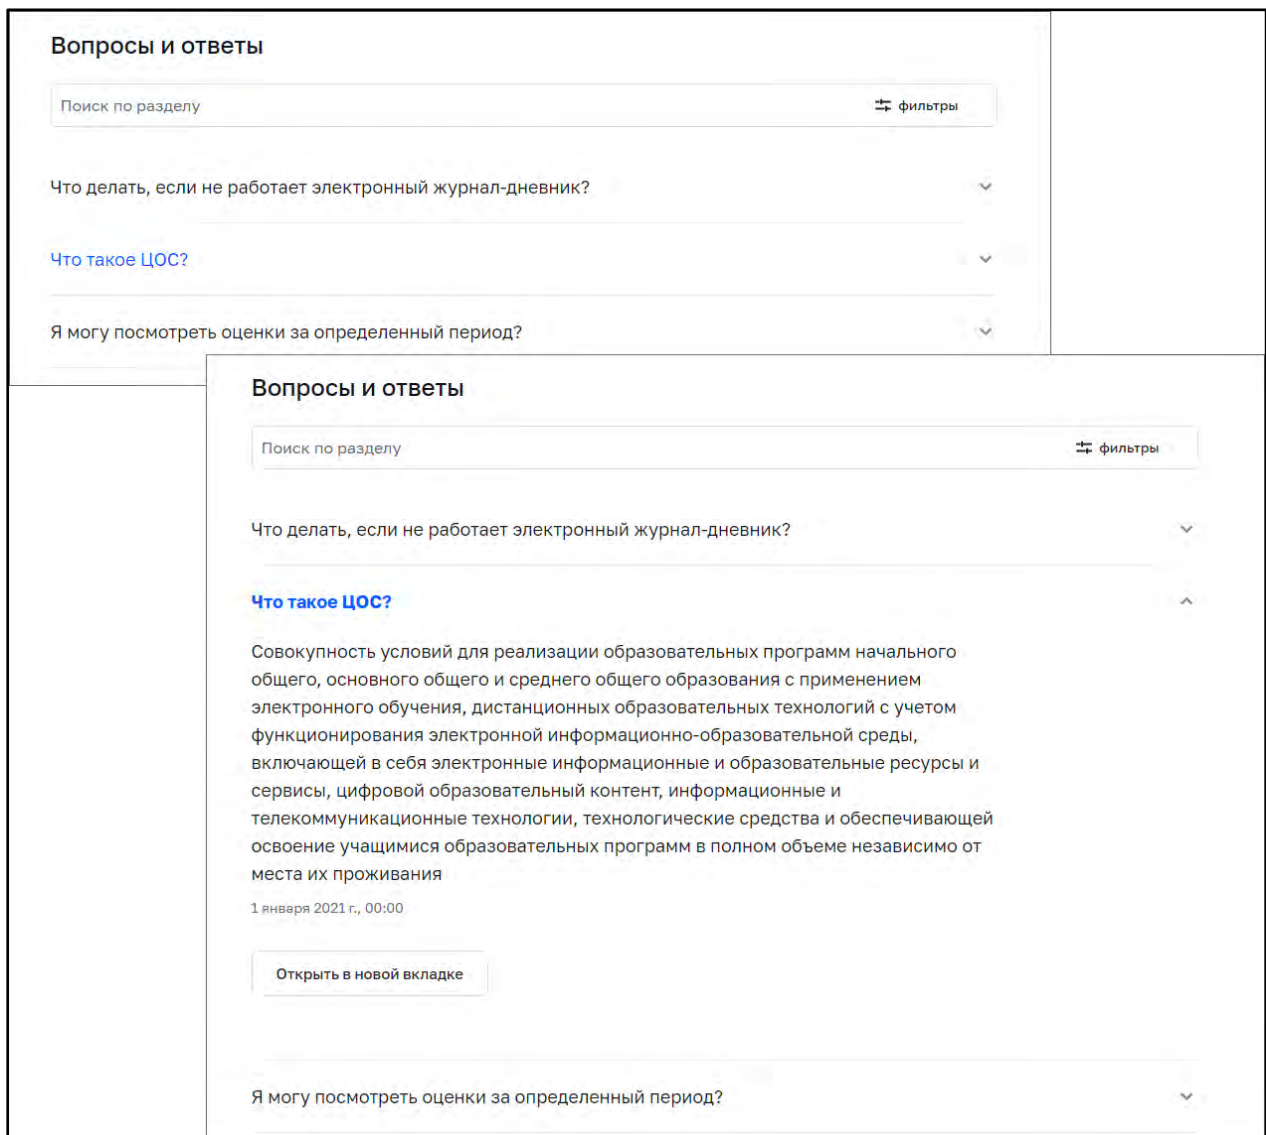 Вопросы и ответы
Поиск по разделу
фильтры
Что делать, если не работает электронный журнал-дневник?
Что такое ЦОС?
Я могу посмотреть оценки за определенный период?
Вопросы и ответы
Поиск по разделу
фильтры
Что делать, если не работает электронный журнал-дневник?
Что такое ЦОС?
Совокупность условий для реализации образовательных программ начального
общего, основного общего и среднего общего образования с применением
электронного обучения, дистанционных образовательных технологий с учетом
функционирования электронной информационно-образовательной среды,
включающей в себя электронные информационные и образовательные ресурсы и
сервисы, цифровой образовательный контент, информационные и
телекоммуникационные технологии, технологические средства и обеспечивающей
освоение учащимися образовательных программ в полном объеме независимо от
места их проживания
1 января 2021 г., 00:00
Открыть в новой вкладке
Я могу посмотреть оценки за определенный период?